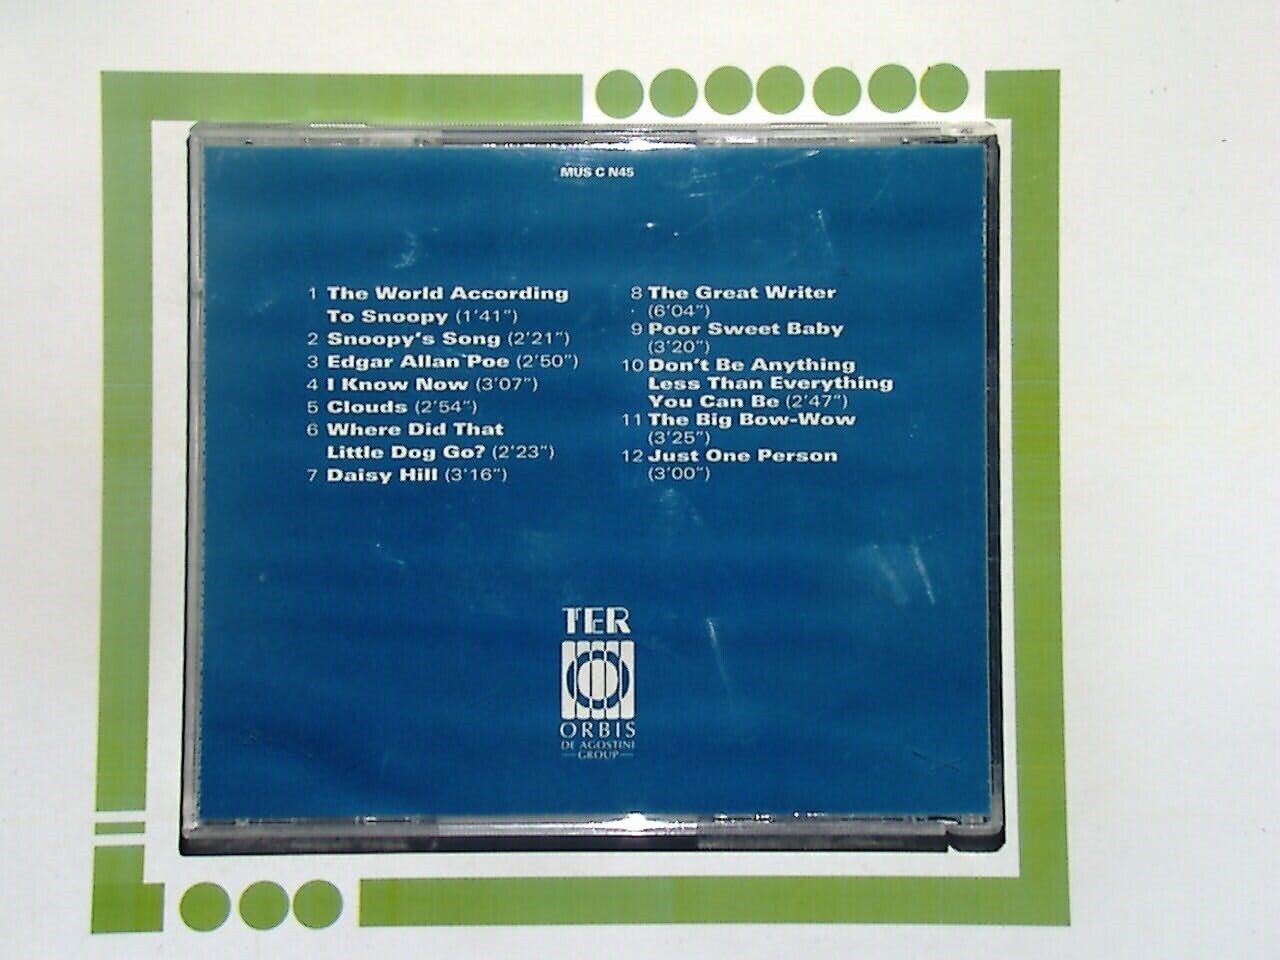 MUS C N45
1 The World According
To Snoopy (1'41")
2 Snoopy's Song (2'21")
3 Edgar Allan Poe (2'50")
4 I Know Now (3'07")
5 Clouds (2'54")
6 Where Did That
Little Dog Go? (2'23")
7 Daisy Hill (3'16")
8 The Great Writer
(6'04")
9 Poor Sweet Baby
(3'20")
10 Don't Be Anything
Less Than Everything
You Can Be (2'47")
11 The Big Bow-Wow
(3'25")
12 Just One Person
(3'00")
TER
ORBIS
DE AGOSTINI
—GROUP—